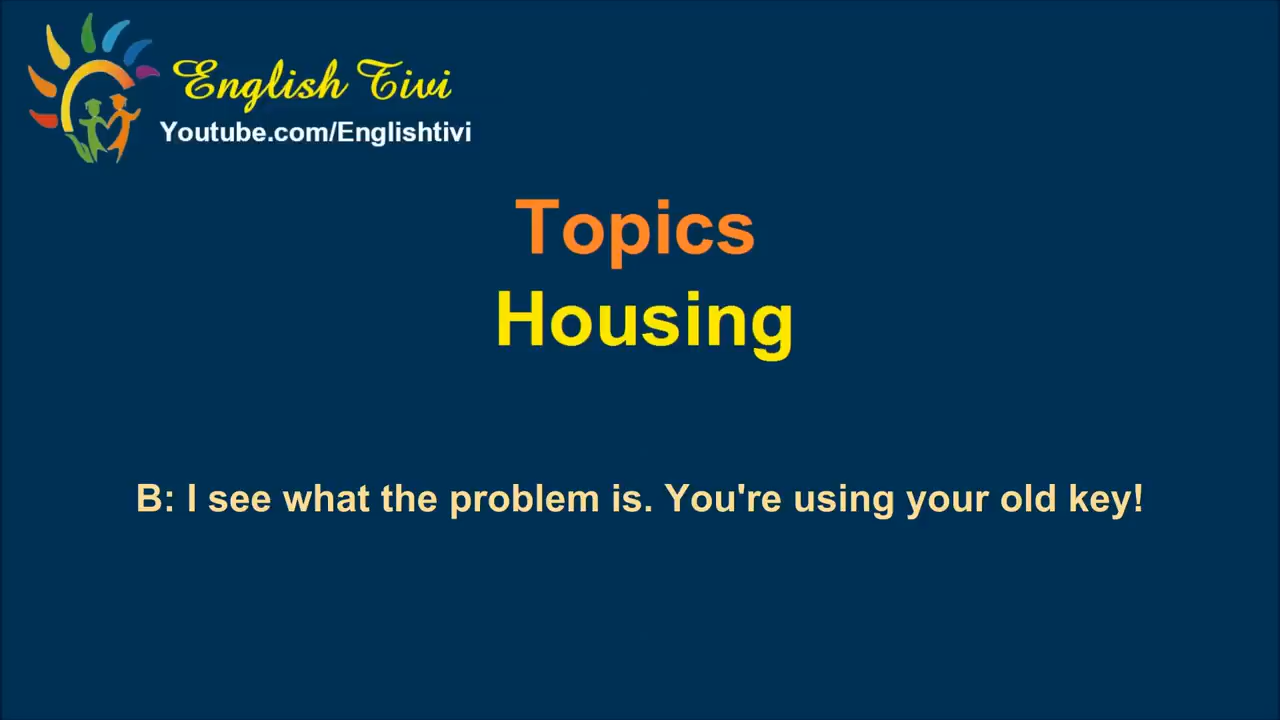 English Tivi
Youtube.com/Englishtivi
Topics
Housing
B: I see what the problem is. You're using your old key!